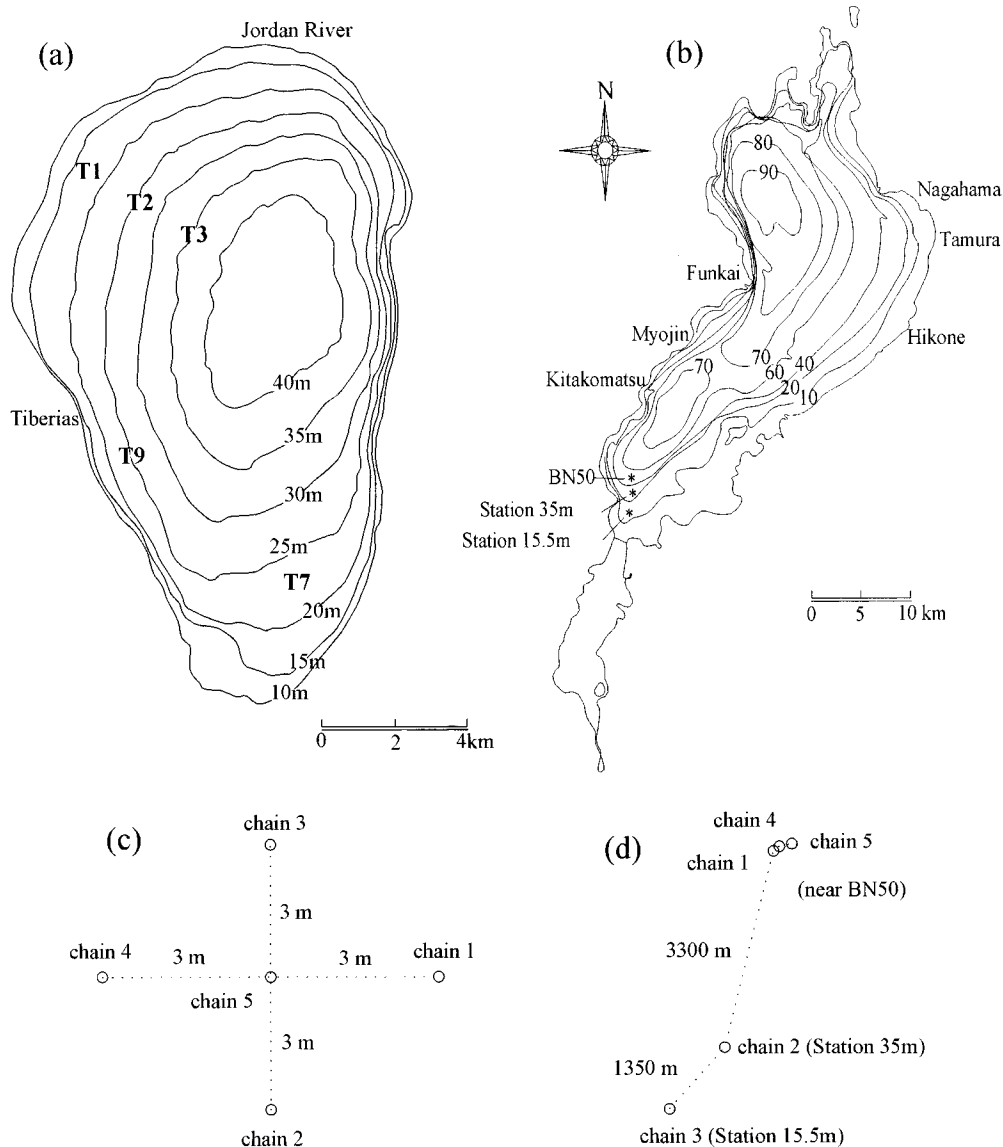 (a)
Jordan River
T1
T2
T3
40m
35m
Tiberias
T9
30m
25m
T7
20m
15m
10m
0 2 4km
(b)
N
80
90
Nagahama
Tamura
Funkai
Hikone
Myojin
70
70
60
40
20
10
Kitakomatsu
BN50
Station 35m
Station 15.5m
0 5 10 km
(c)
chain 3
3 m
chain 4
3 m
3 m
chain 1
chain 5
3 m
chain 2
(d)
chain 4
chain 1
chain 5
(near BN50)
3300 m
chain 2 (Station 35m)
1350 m
chain 3 (Station 15.5m)